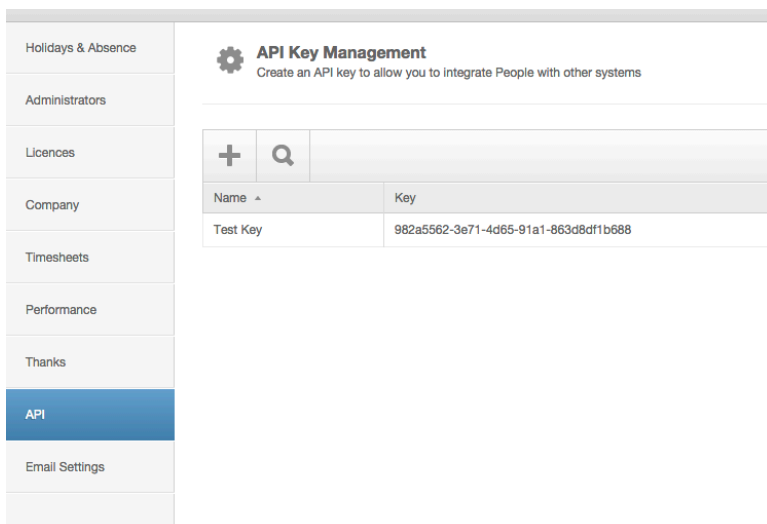 Holidays & Absence
Administrators
Licences
Company
Timesheets
Performance
Thanks
API
Email Settings
API Key Management
Create an API key to allow you to integrate People with other systems
Name Key
Test Key 982a5562-3e71-4d65-91a1-863d8df1b688